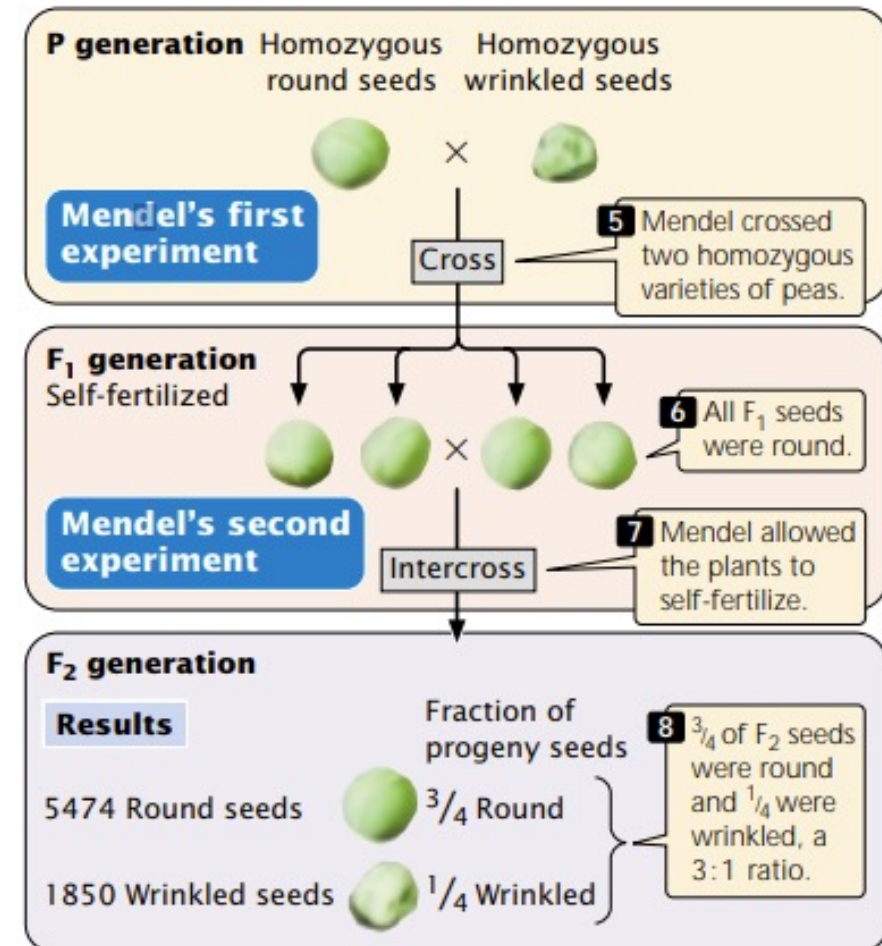 P generation Homozygous Homozygous
round seeds wrinkled seeds
×
Mendel's first
experiment
Cross
5 Mendel crossed
two homozygous
varieties of peas.
F₁ generation
Self-fertilized
×
6 All F₁ seeds
were round.
Mendel's second
experiment
Intercross
7 Mendel allowed
the plants to
self-fertilize.
F₂ generation
Results
Fraction of
progeny seeds
5474 Round seeds
3/4 Round
1850 Wrinkled seeds
1/4 Wrinkled
8 3/4 of F₂ seeds
were round
and 1/4 were
wrinkled, a
3:1 ratio.